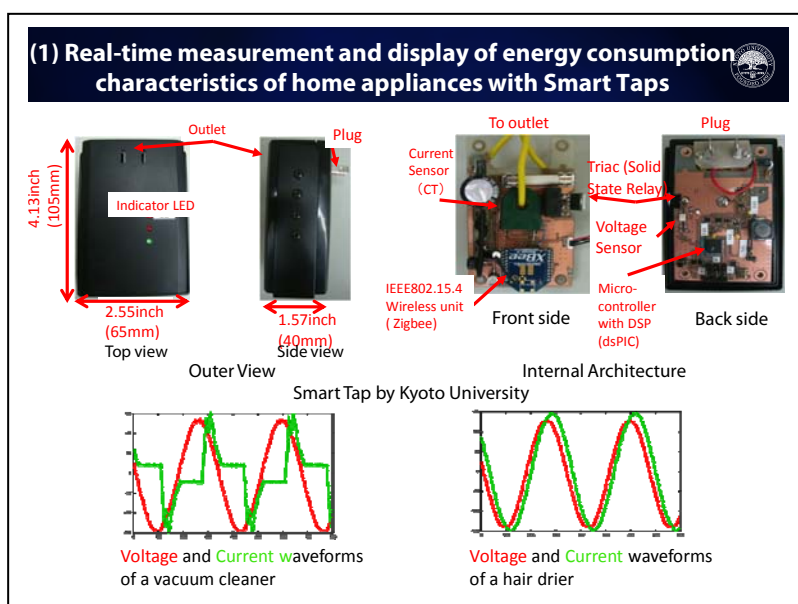 (1) Real-time measurement and display of energy consumption
characteristics of home appliances with Smart Taps
Outlet
Plug
4.13inch
(105mm)
Indicator LED
2.55inch
(65mm)
Top view
1.57inch
(40mm)
Side view
Outer View
To outlet
Current
Sensor
(CT)
IEEE802.15.4
Wireless unit
( Zigbee)
XBee
Front side
Plug
Triac (Solid
State Relay)
Voltage
Sensor
Micro-
controller
with DSP
(dsPIC)
Back side
Internal Architecture
Smart Tap by Kyoto University
Voltage and Current waveforms
of a vacuum cleaner
Voltage and Current waveforms
of a hair drier